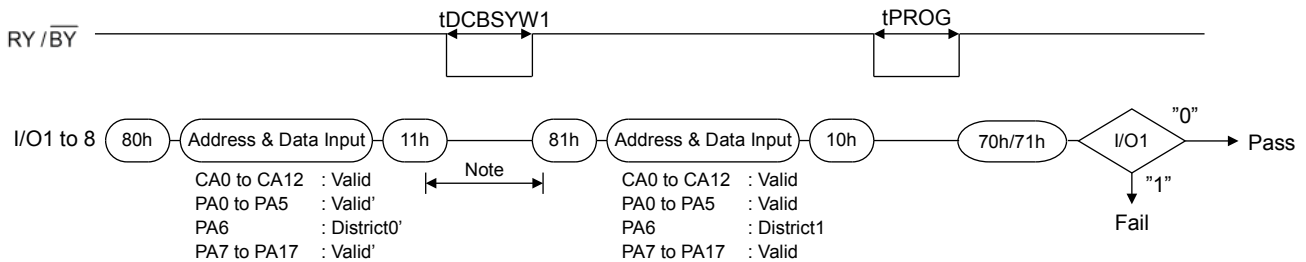 tDCBSYW1
tPROG
RY / BY
I/O1 to 8
80h
Address & Data Input
11h
81h
Address & Data Input
10h
70h/71h
I/O1
”0”
Pass
”1”
Fail
Note
CA0 to CA12 : Valid
PA0 to PA5 : Valid’
PA6 : District0’
PA7 to PA17 : Valid’
CA0 to CA12 : Valid
PA0 to PA5 : Valid
PA6 : District1
PA7 to PA17 : Valid